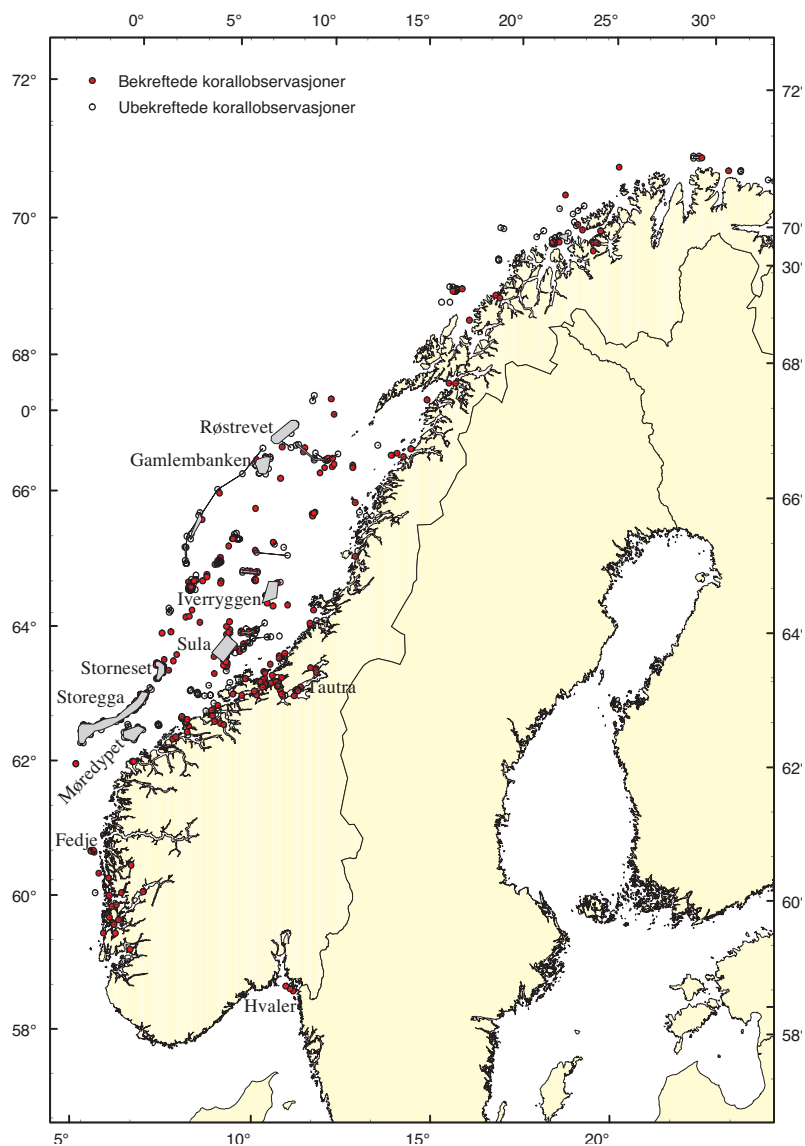 0° 5° 10° 15° 20° 25° 30°
72° 72°
Bekreftede korallobservasjoner
Ubekreftede korallobservasjoner
70° 70°
30°
68° 68°
0°
Røstrevet
Gamlembanken
66° 66°
Iverryggen
64° 64°
Sula
Storneset
Tautra
Storegga
62° 62°
Møredypet
Fedje
60° 60°
Hvaler
58° 58°
5° 10° 15° 20°